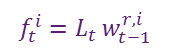 f_t^i = L_t w_{t-1}^{r,i}